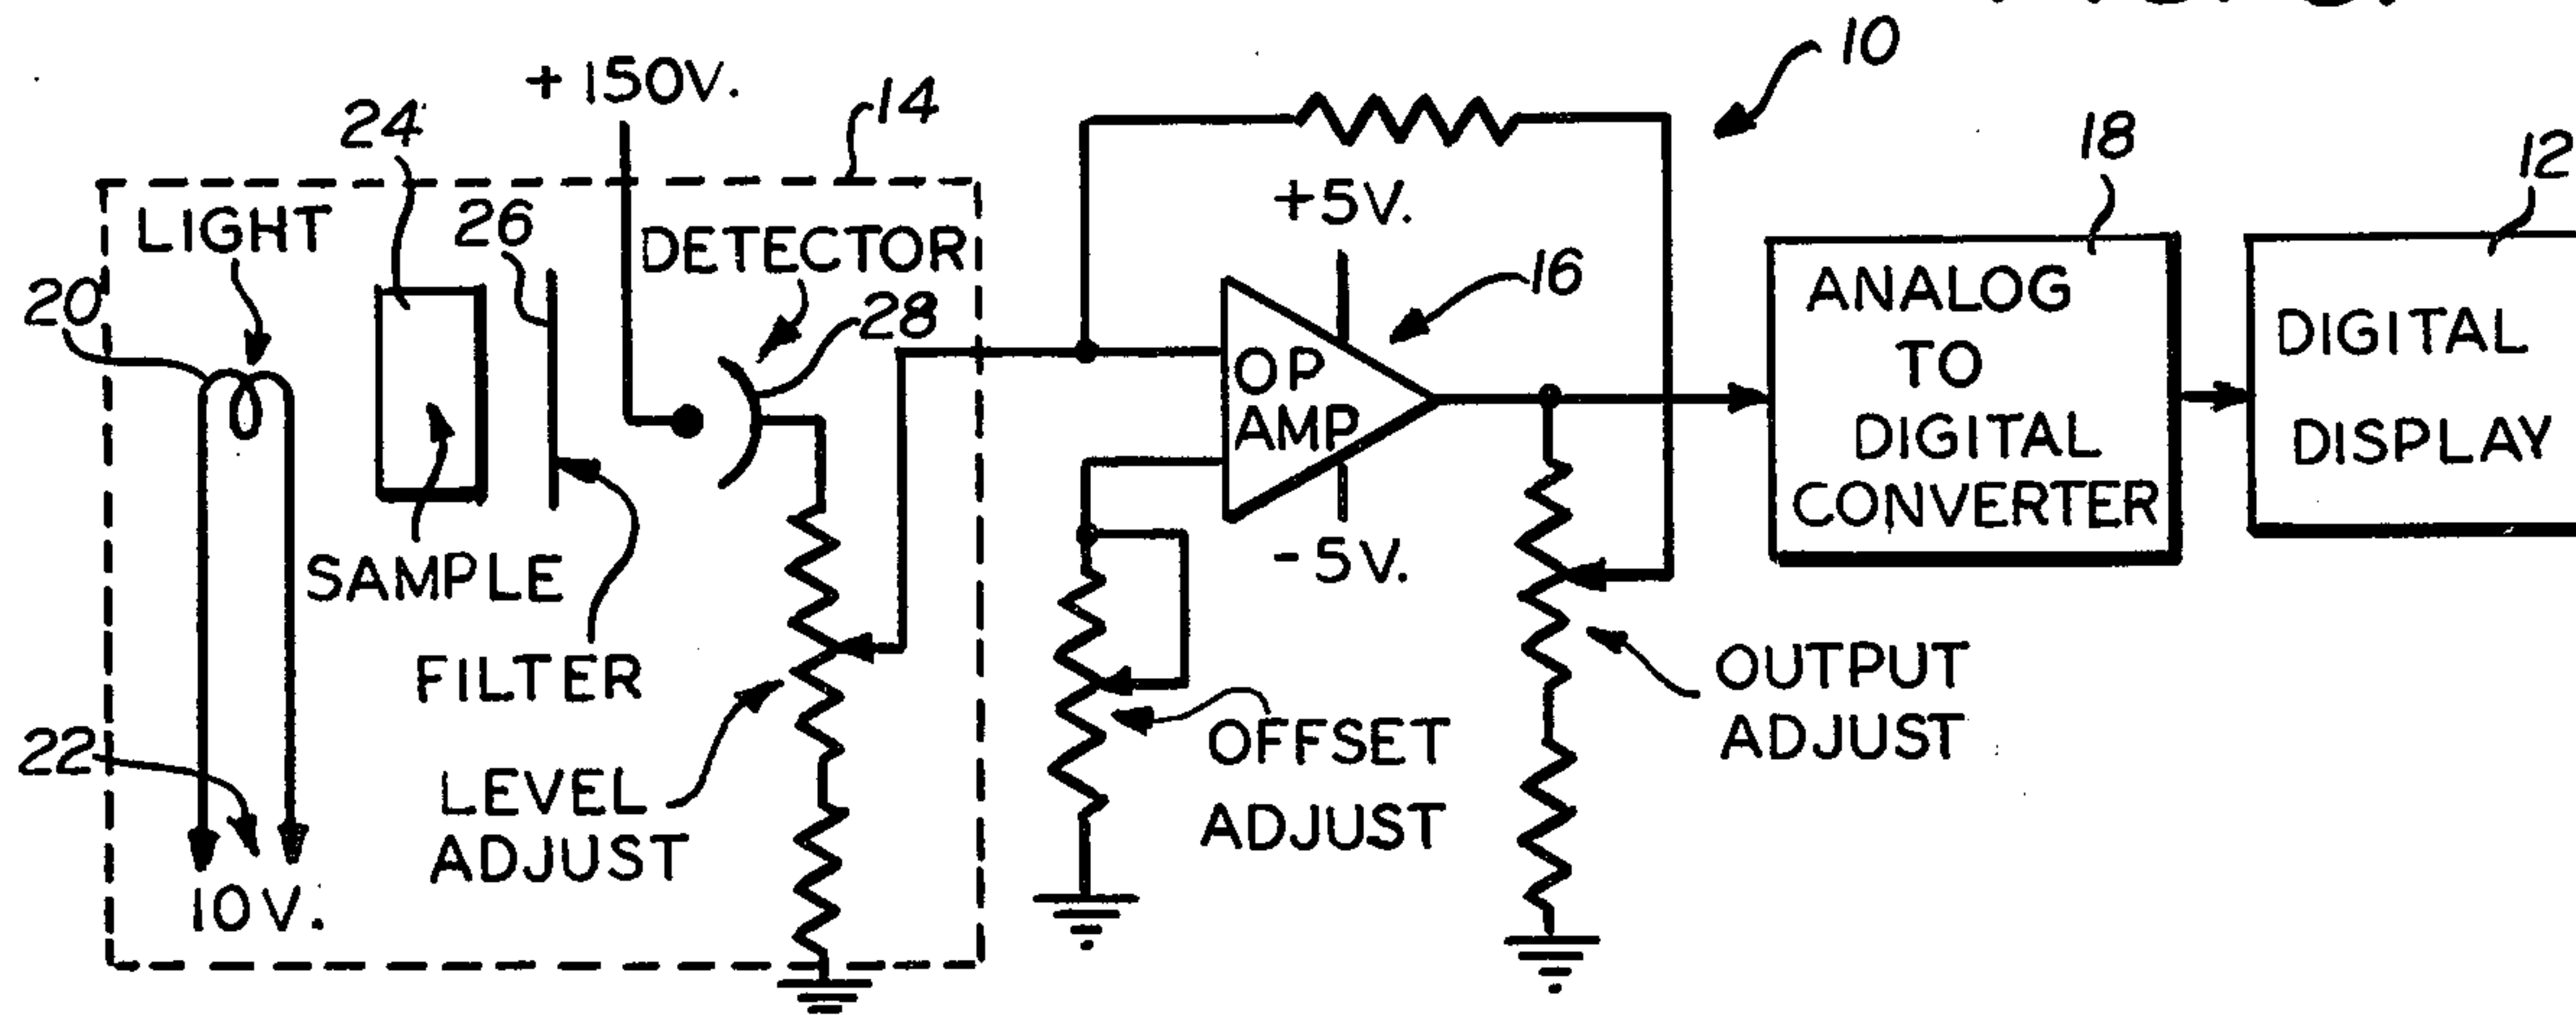 10
+ 150V.
14
24
18
12
+5V.
LIGHT
26
DETECTOR
16
20
28
ANALOG
TO
DIGITAL
CONVERTER
DIGITAL
DISPLAY
OP
AMP
- 5V.
SAMPLE
FILTER
OUTPUT
ADJUST
22
LEVEL
ADJUST
OFFSET
ADJUST
10V.